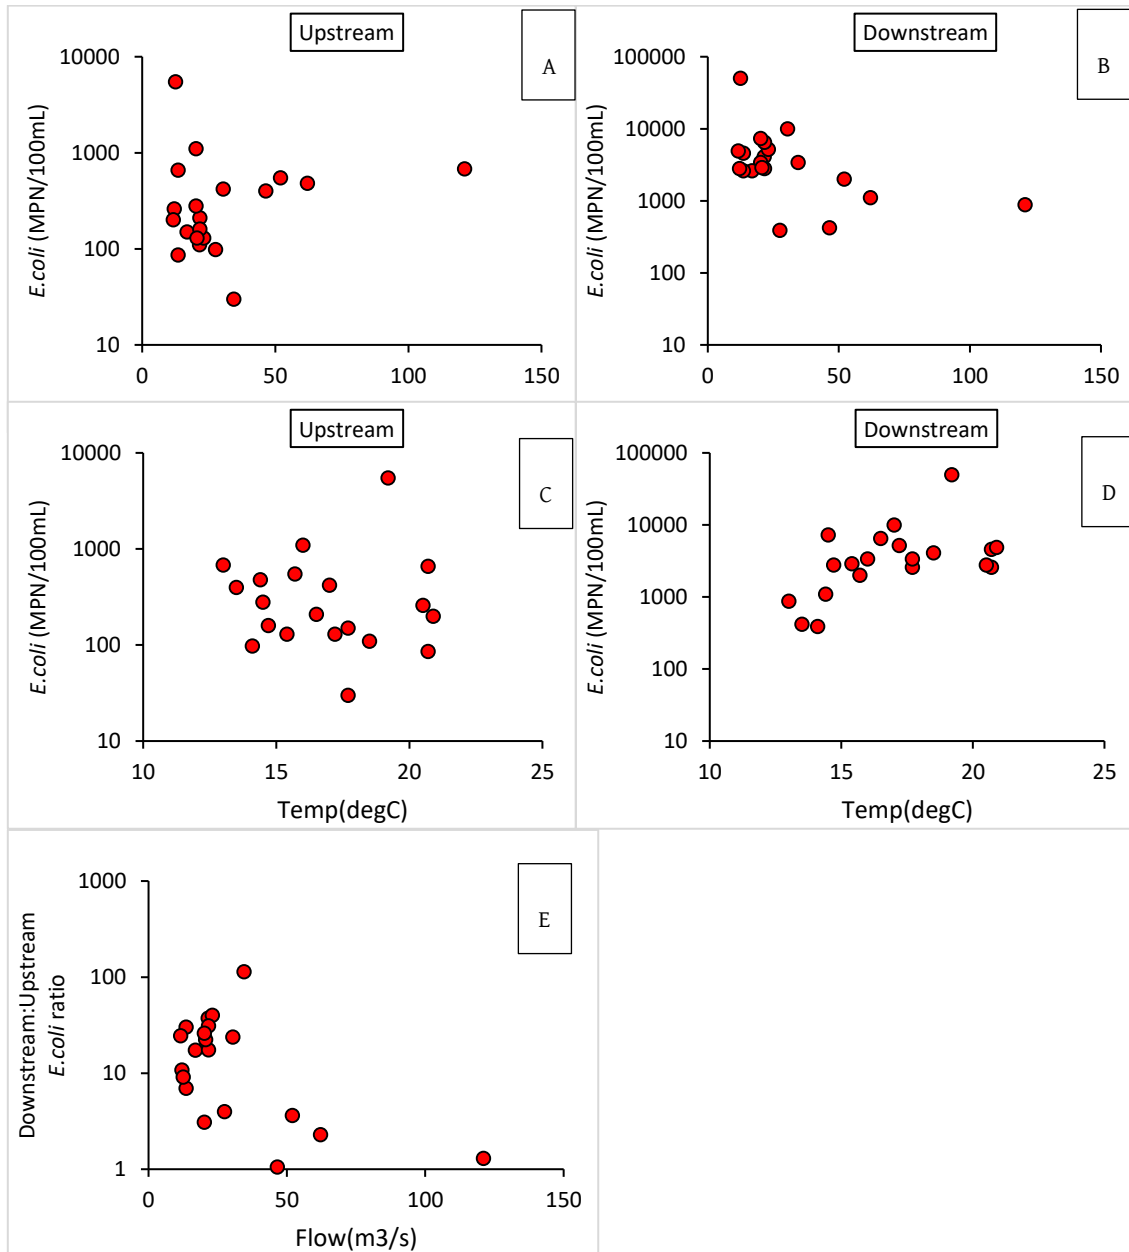 Upstream
A
E.coli (MPN/100mL)
10000
1000
100
10
0 50 100 150
Downstream
B
E.coli (MPN/100mL)
100000
10000
1000
100
10
0 50 100 150
Upstream
C
E.coli (MPN/100mL)
10000
1000
100
10
10 15 20 25
Temp(degC)
Downstream
D
E.coli (MPN/100mL)
100000
10000
1000
100
10
10 15 20 25
Temp(degC)
E
Downstream:Upstream
E.coli ratio
1000
100
10
1
0 50 100 150
Flow(m3/s)